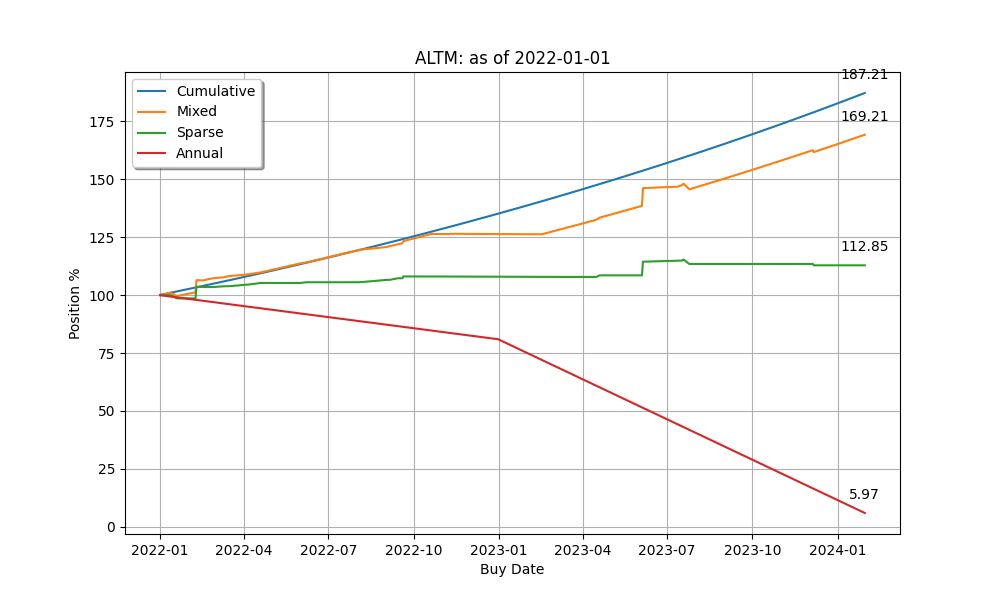 ALTM: as of 2022-01-01
Cumulative
Mixed
Sparse
Annual
187.21
169.21
112.85
5.97
Position %
175
150
125
100
75
50
25
0
2022-01 2022-04 2022-07 2022-10 2023-01 2023-04 2023-07 2023-10 2024-01
Buy Date